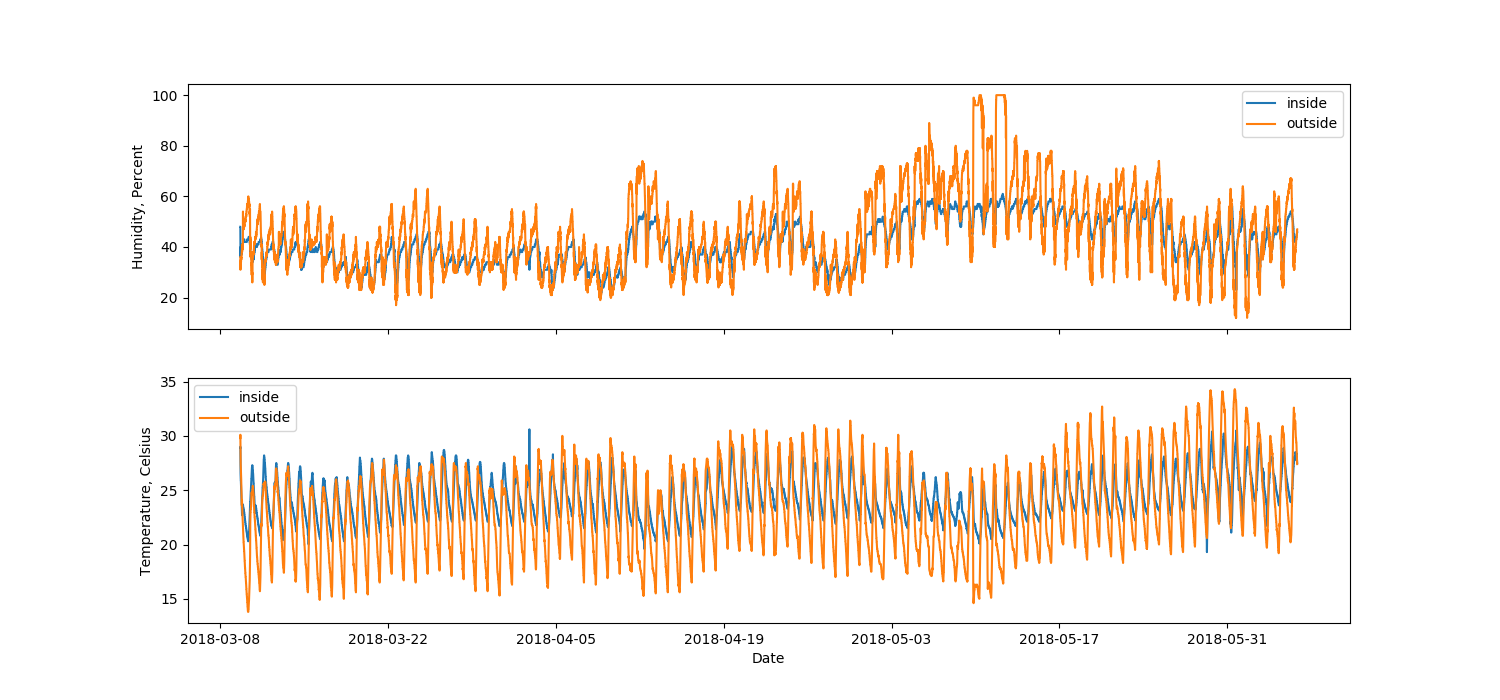 100
80
60
40
20
Humidity, Percent
inside
outside
35
30
25
20
15
Temperature, Celsius
inside
outside
2018-03-08 2018-03-22 2018-04-05 2018-04-19 2018-05-03 2018-05-17 2018-05-31
Date